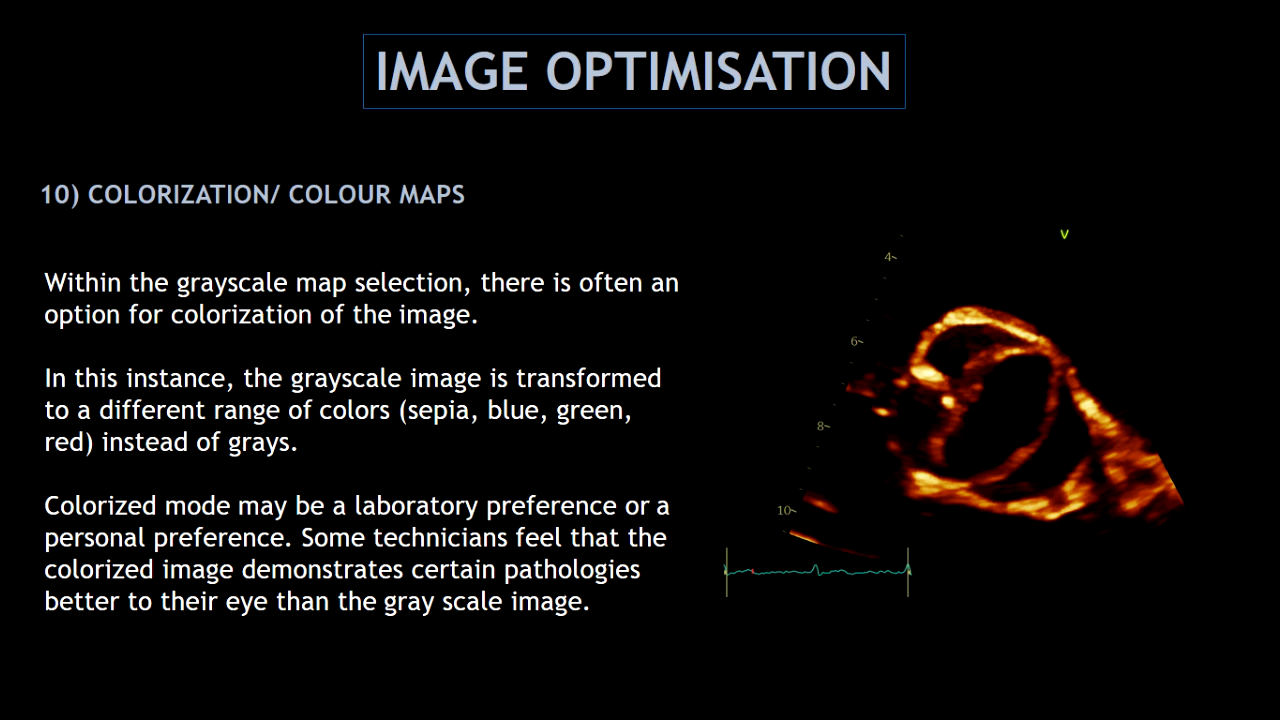 IMAGE OPTIMISATION
10) COLORIZATION/ COLOUR MAPS
Within the grayscale map selection, there is often an
option for colorization of the image.
In this instance, the grayscale image is transformed
to a different range of colors (sepia, blue, green,
red) instead of grays.
Colorized mode may be a laboratory preference or a
personal preference. Some technicians feel that the
colorized image demonstrates certain pathologies
better to their eye than the gray scale image.
V
4
6
8
10